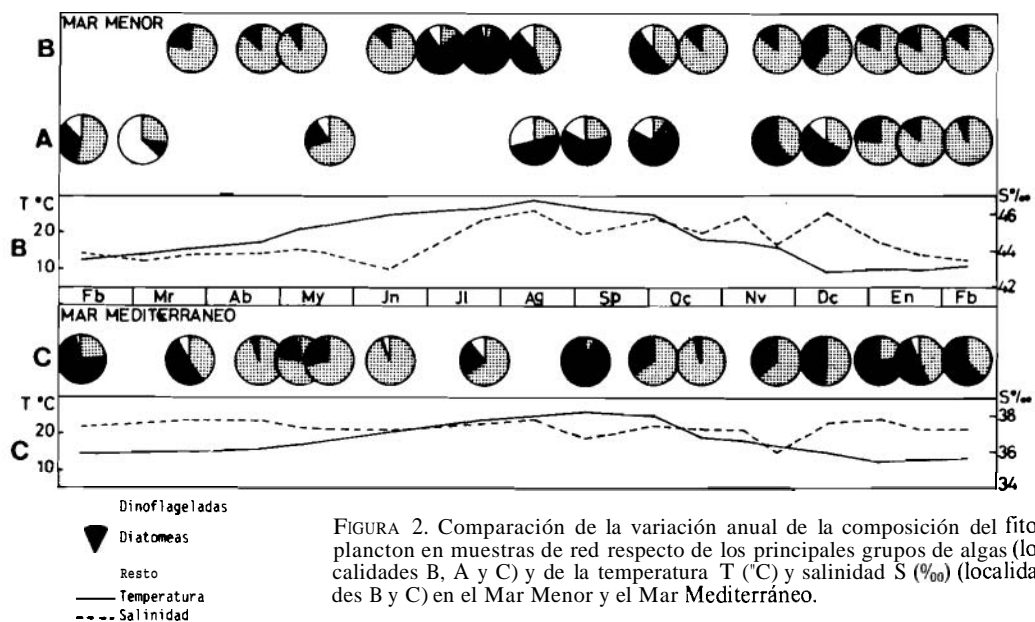 MAR MENOR
B
A
T °C S°/∞
20 46
B 44
10
42
Fb Mr Ab My Jn Jl Ag Sp Oc Nv Dc En Fb
MAR MEDITERRANEO
C
T °C S°/∞
38
20
C 36
10
34
Dinoflageladas
Diatomeas
Resto
Temperatura
Salinidad
FIGURA 2. Comparación de la variación anual de la composición del fito
plancton en muestras de red respecto de los principales grupos de algas (lo
calidades B, A y C) y de la temperatura T (°C) y salinidad S (‰) (localida
des B y C) en el Mar Menor y el Mar Mediterráneo.